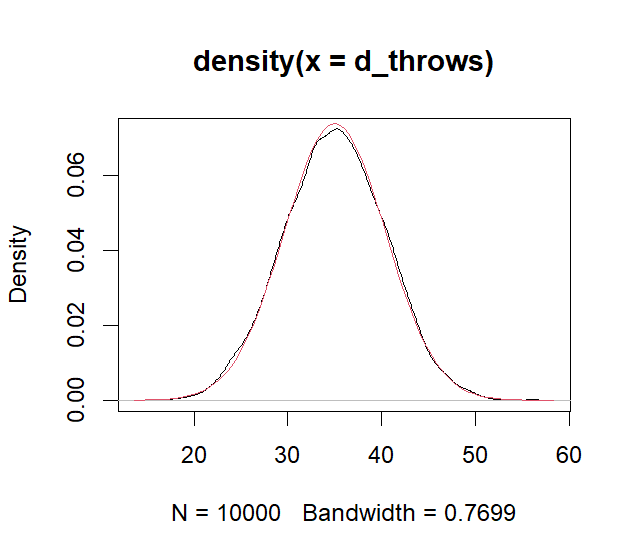 density(x = d_throws)
Density
0.06
0.04
0.02
0.00
20 30 40 50 60
N = 10000 Bandwidth = 0.7699